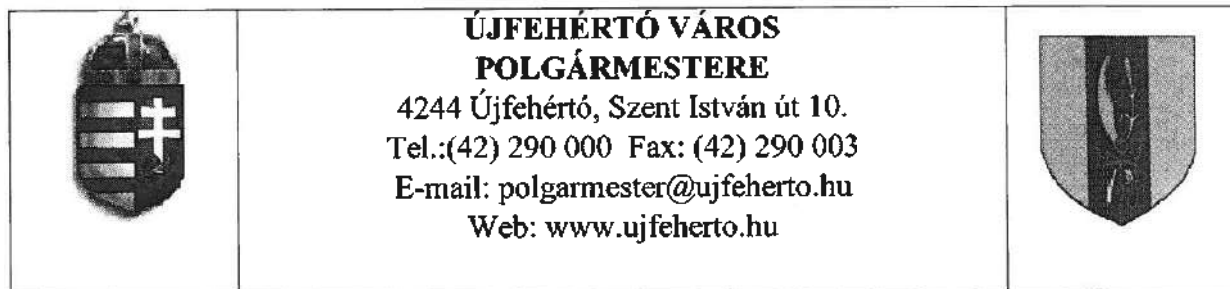 ÚJFEHÉRTÓ VÁROS
POLGÁRMESTERE
4244 Újfehértó, Szent István út 10.
Tel.:(42) 290 000 Fax: (42) 290 003
E-mail: polgarmester@ujfeherto.hu
Web: www.ujfeherto.hu